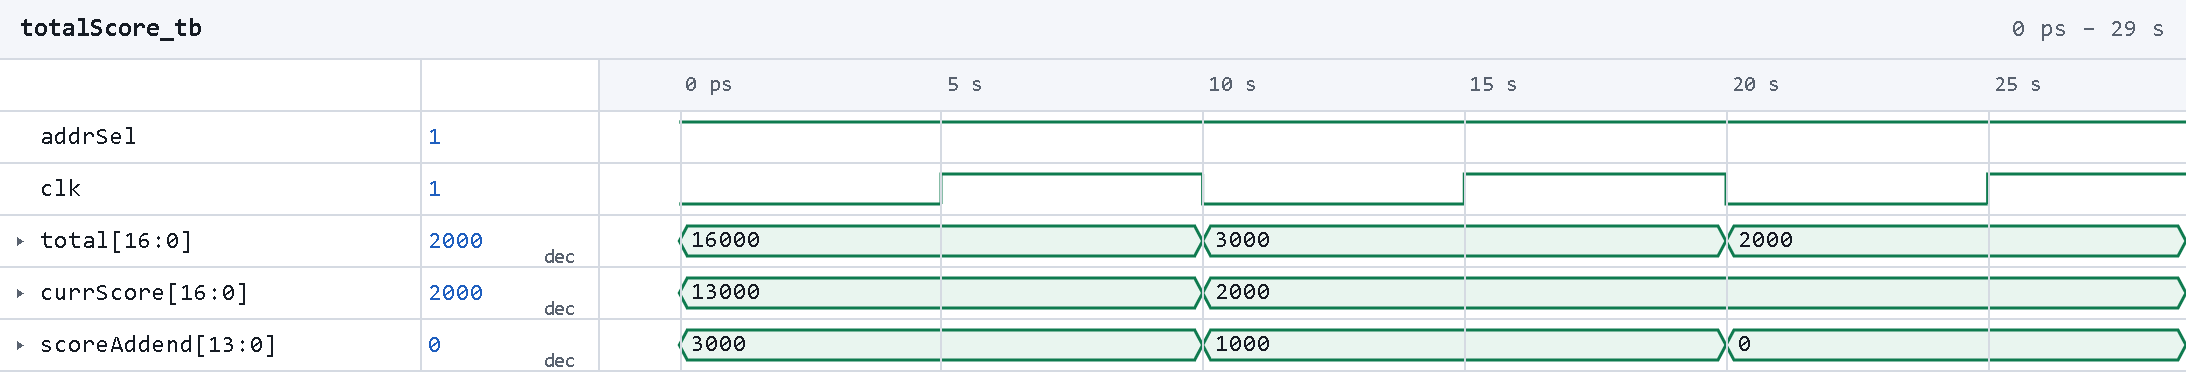 totalScore_tb 0 ps – 29 s
0 ps 5 s 10 s 15 s 20 s 25 s
addrSel 1
clk 1
total[16:0] 2000 dec 16000 3000 2000
currScore[16:0] 2000 dec 13000 2000
scoreAddend[13:0] 0 dec 3000 1000 0